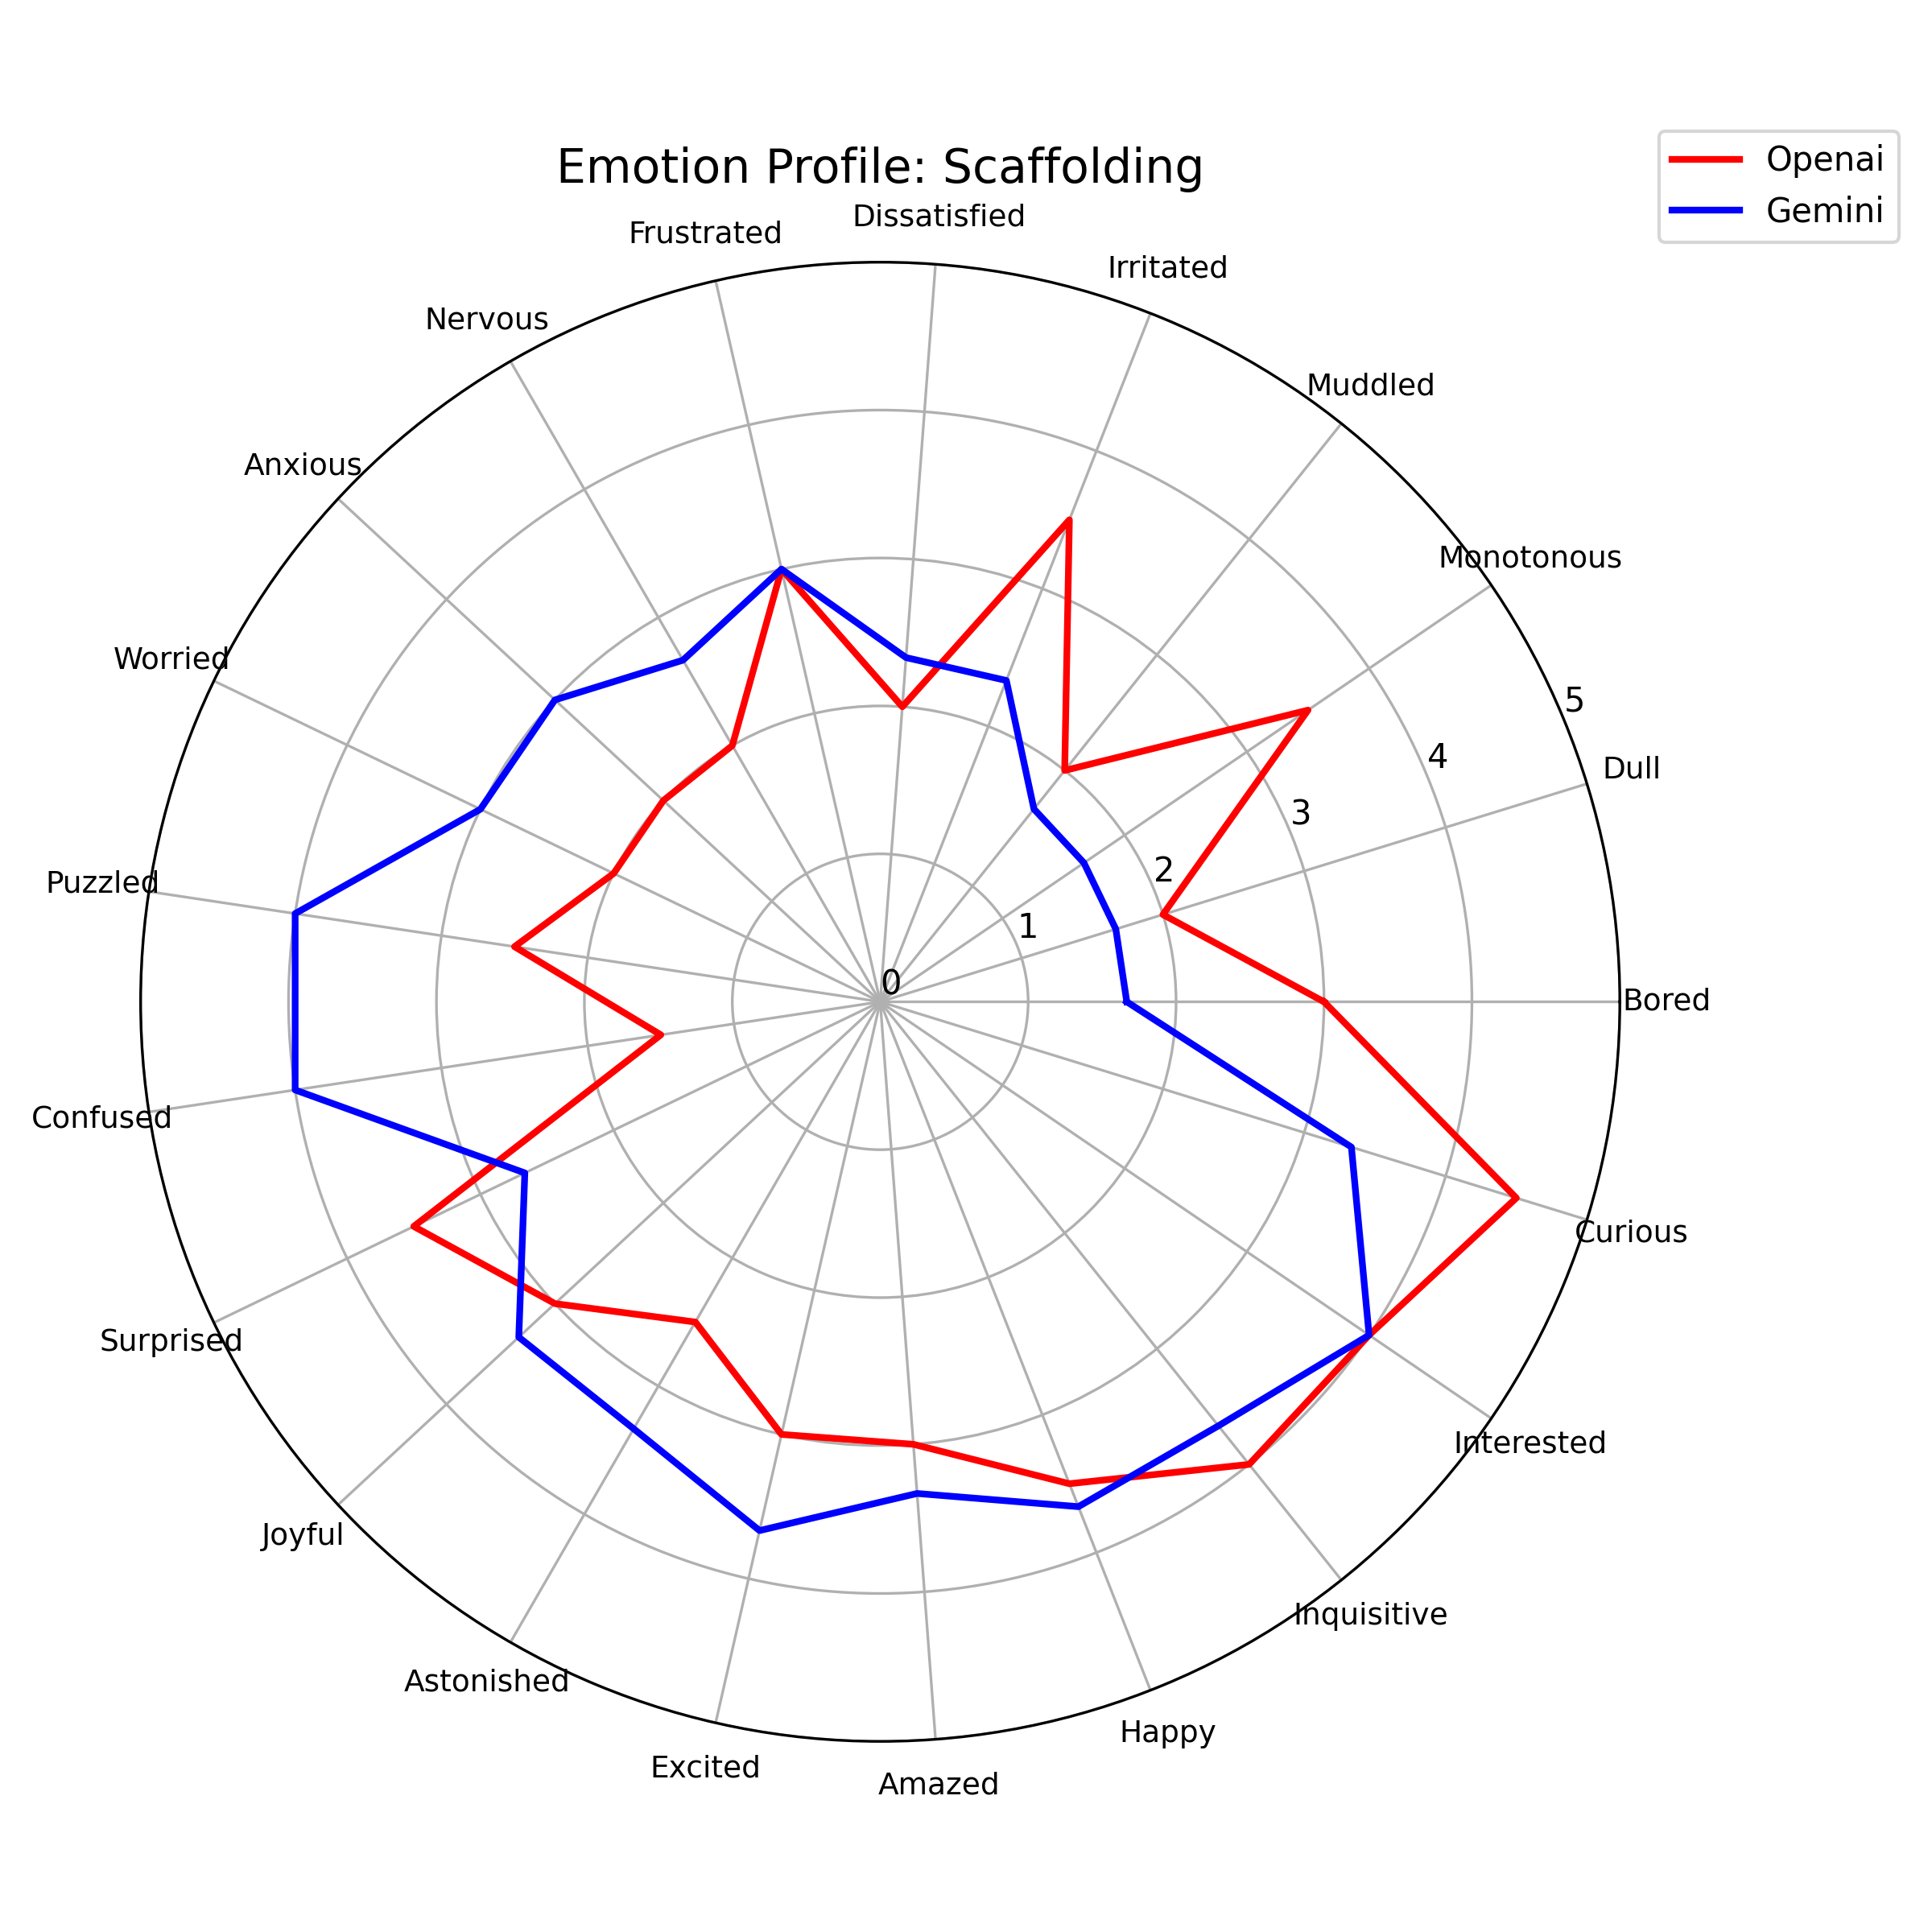 Emotion Profile: Scaffolding
Openai
Gemini
Dissatisfied
Frustrated
Irritated
Nervous
Muddled
Anxious
Monotonous
Worried
5
4
Dull
3
Puzzled
2
1
0
Bored
Confused
Curious
Surprised
Interested
Joyful
Inquisitive
Astonished
Happy
Excited
Amazed